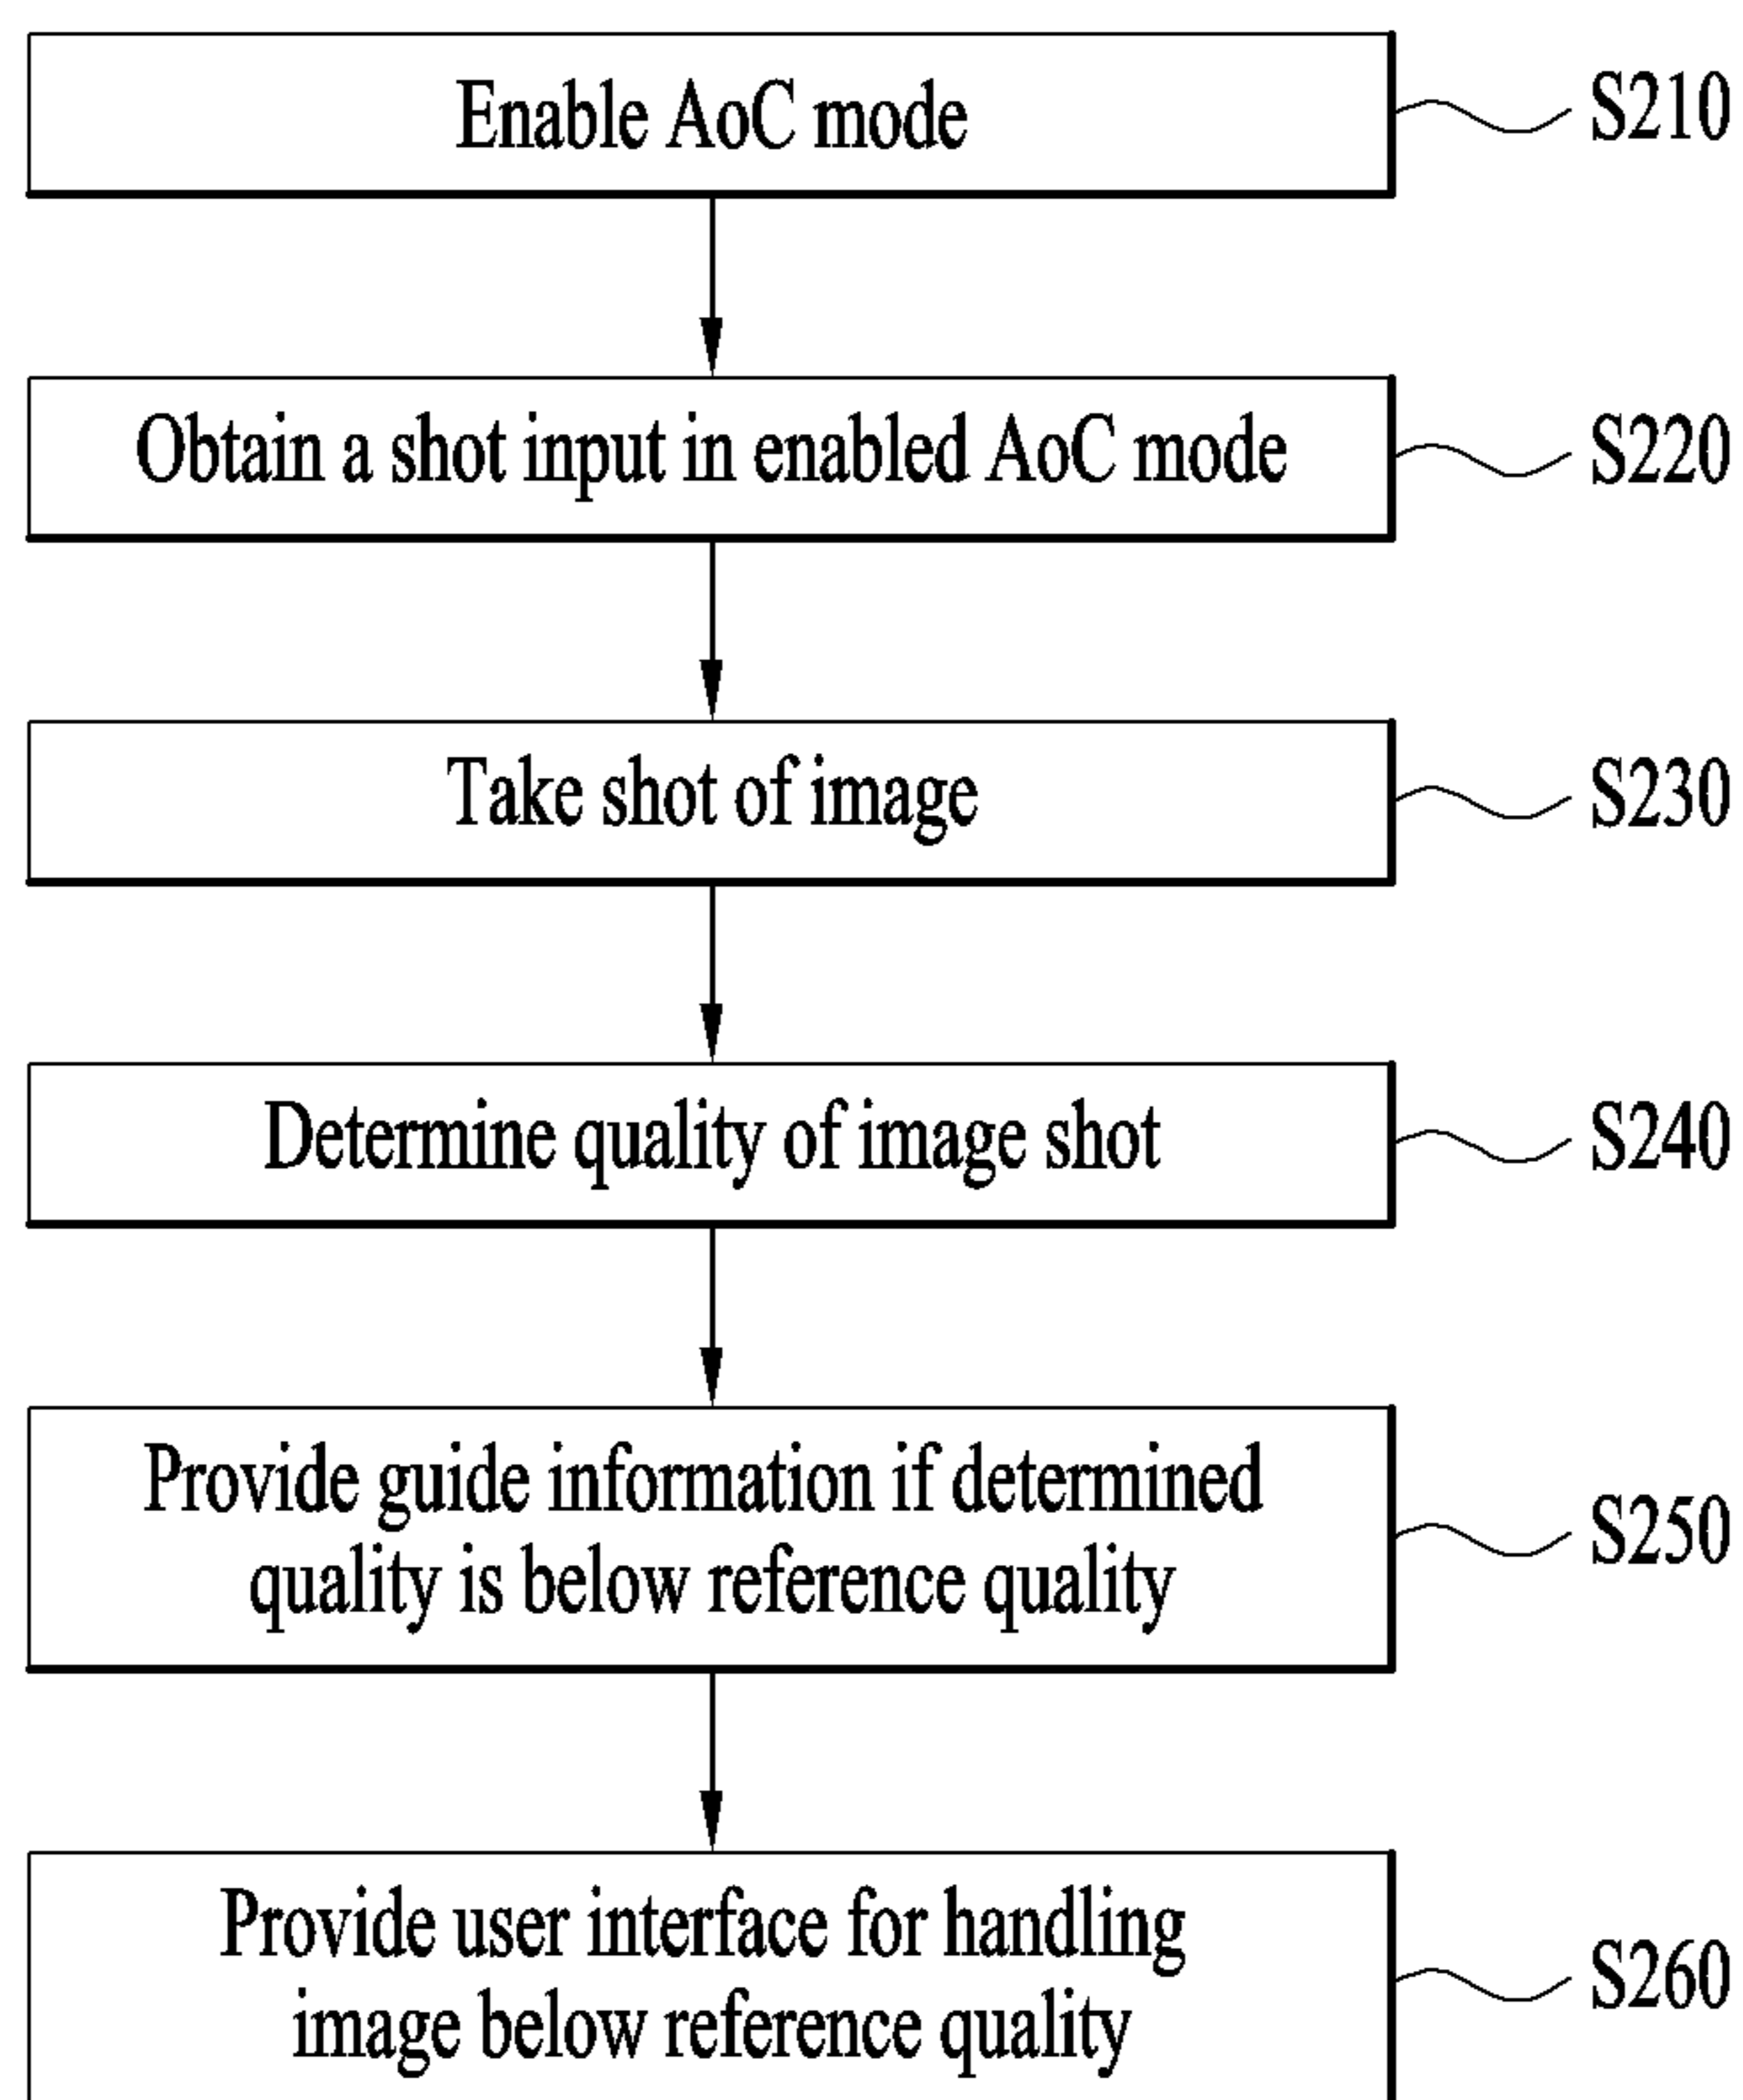 Enable AoC mode
S210
Obtain a shot input in enabled AoC mode
S220
Take shot of image
S230
Determine quality of image shot
S240
Provide guide information if determined
quality is below reference quality
S250
Provide user interface for handling
image below reference quality
S260